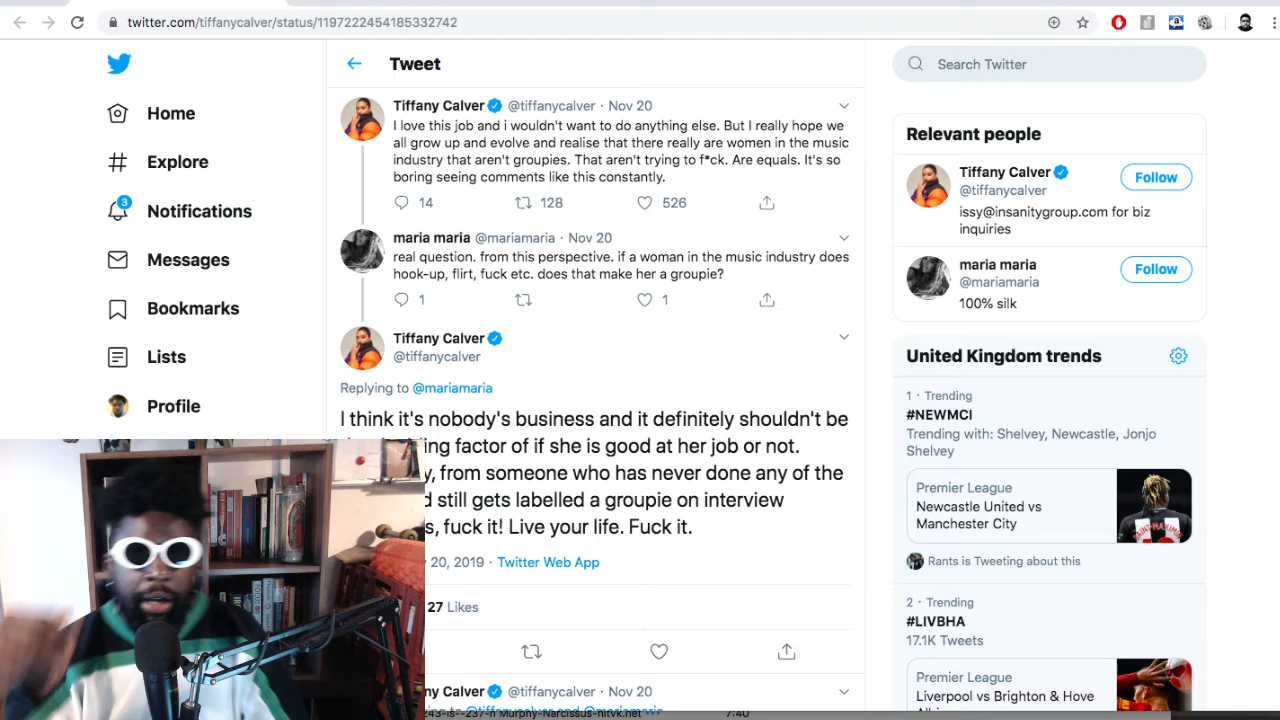 twitter.com/tiffanycalver/status/1197222454185332742
Home
Explore
3
Notifications
Messages
Bookmarks
Lists
Profile
Tweet
Tiffany Calver @tiffanycalver · Nov 20
I love this job and i wouldn't want to do anything else. But I really hope we
all grow up and evolve and realise that there really are women in the music
industry that aren't groupies. That aren't trying to f*ck. Are equals. It's so
boring seeing comments like this constantly.
14 128 526
maria maria @mariamaria · Nov 20
real question. from this perspective. if a woman in the music industry does
hook-up, flirt, fuck etc. does that make her a groupie?
1 1
Tiffany Calver
@tiffanycalver
Replying to @mariamaria
I think it's nobody's business and it definitely shouldn't be
factor of if she is good at her job or not.
from someone who has never done any of the
still gets labelled a groupie on interview
fuck it! Live your life. Fuck it.
20, 2019 · Twitter Web App
27 Likes
Calver @tiffanycalver · Nov 20
@tiffanycalver and @mariamaria
Murphy-Narcissus-hitvk.net 7:40
Search Twitter
Relevant people
Tiffany Calver
@tiffanycalver
Follow
issy@insanitygroup.com for biz
inquiries
maria maria
@mariamaria
Follow
100% silk
United Kingdom trends
1 · Trending
#NEWMCI
Trending with: Shelvey, Newcastle, Jonjo
Shelvey
Premier League
Newcastle United vs
Manchester City
Rants is Tweeting about this
2 · Trending
#LIVBHA
17.1K Tweets
Premier League
Liverpool vs Brighton & Hove